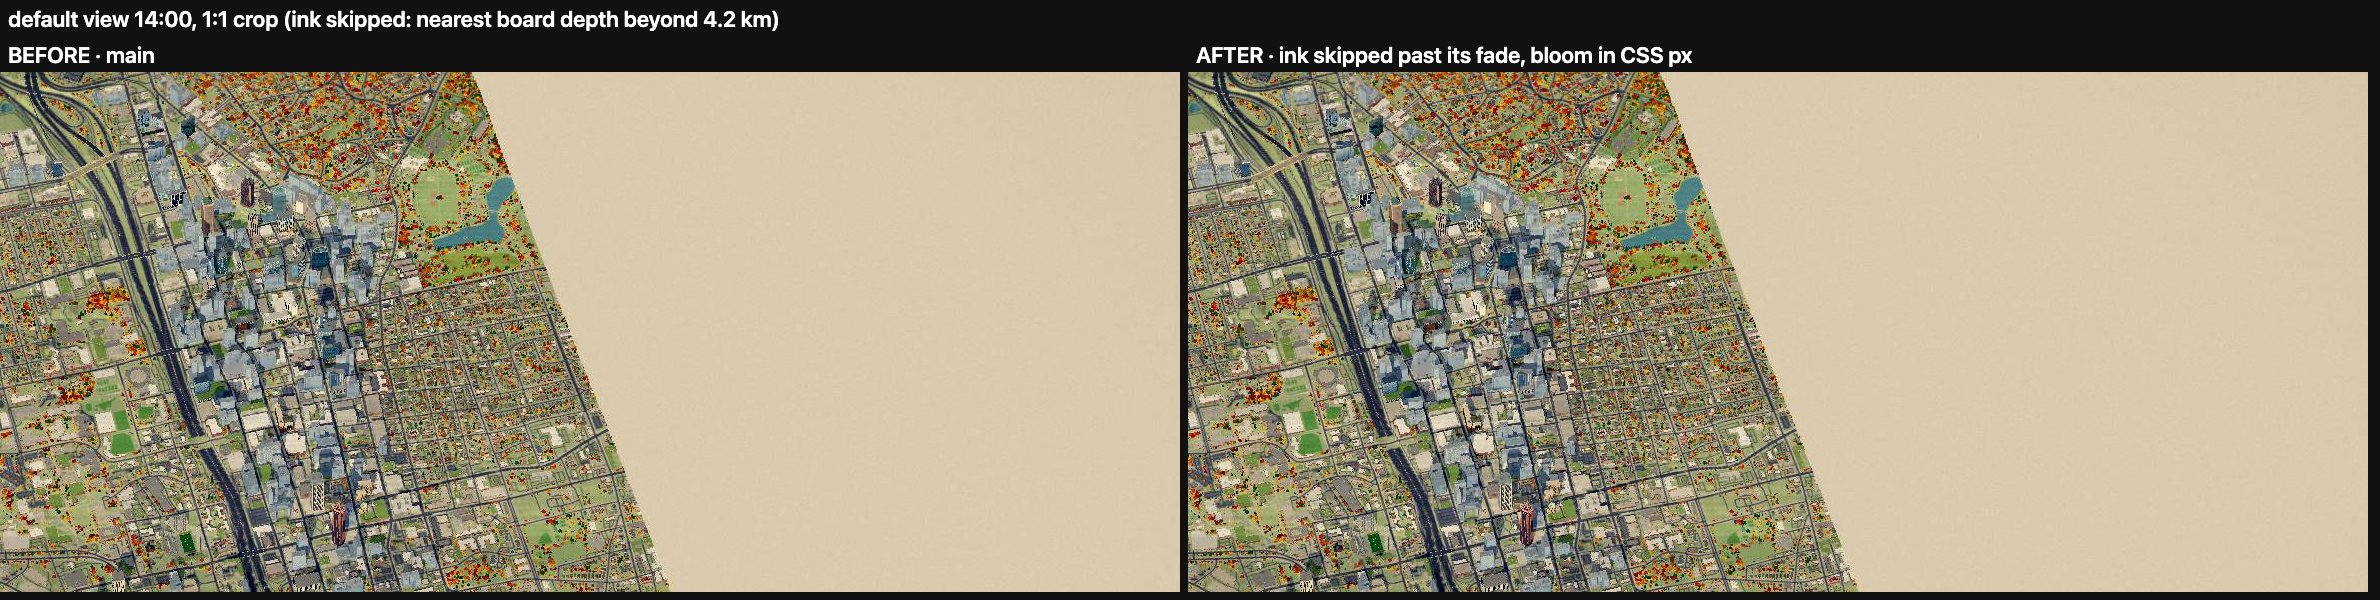 default view 14:00, 1:1 crop (ink skipped: nearest board depth beyond 4.2 km)
BEFORE · main
AFTER · ink skipped past its fade, bloom in CSS px